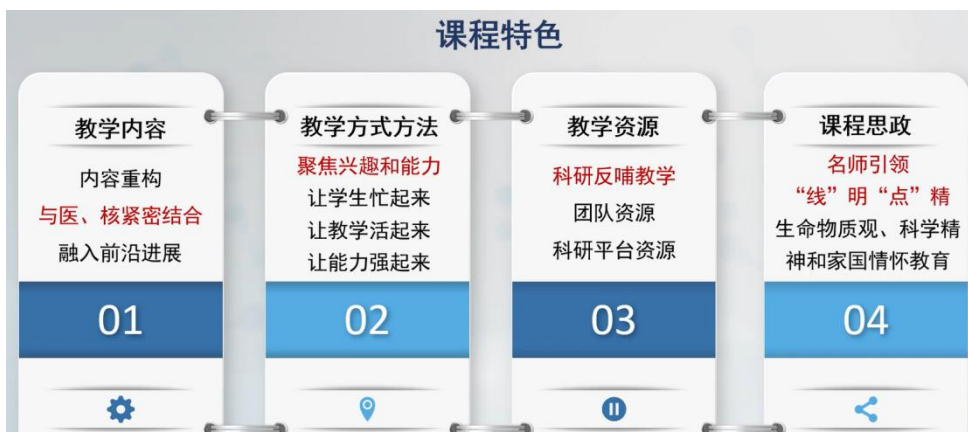 课程特色
教学内容
内容重构
与医、核紧密结合
融入前沿进展
01
教学方式方法
聚焦兴趣和能力
让学生忙起来
让教学活起来
让能力强起来
02
教学资源
科研反哺教学
团队资源
科研平台资源
03
课程思政
名师引领
“线”明“点”精
生命物质观、科学精
神和家国情怀教育
04